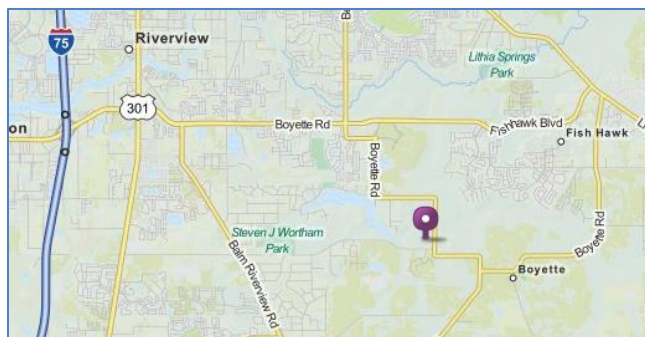 75
Riverview
Lithia Springs
Park
301
Boyette Rd
Fishhawk Blvd
on
Fish Hawk
Boyette Rd
Steven J Wortham
Park
Balm Riverview Rd
Boyette Rd
Boyette